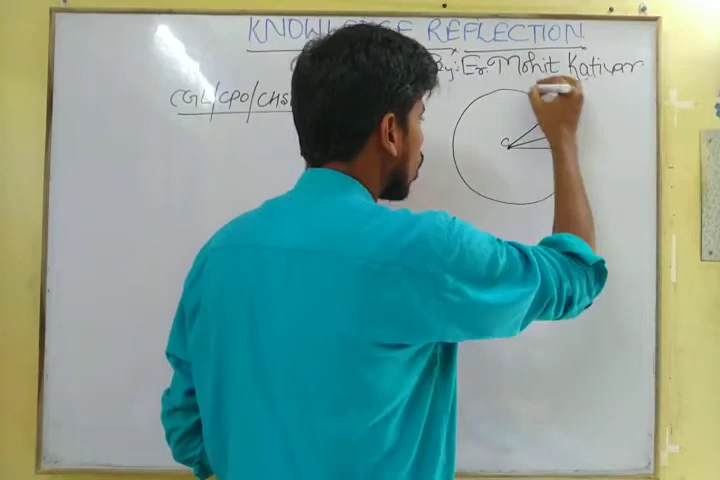 KNOWLEDGE REFLECTION
By: Er. Mohit Katiyar
CGL/CPO/CHSL
C